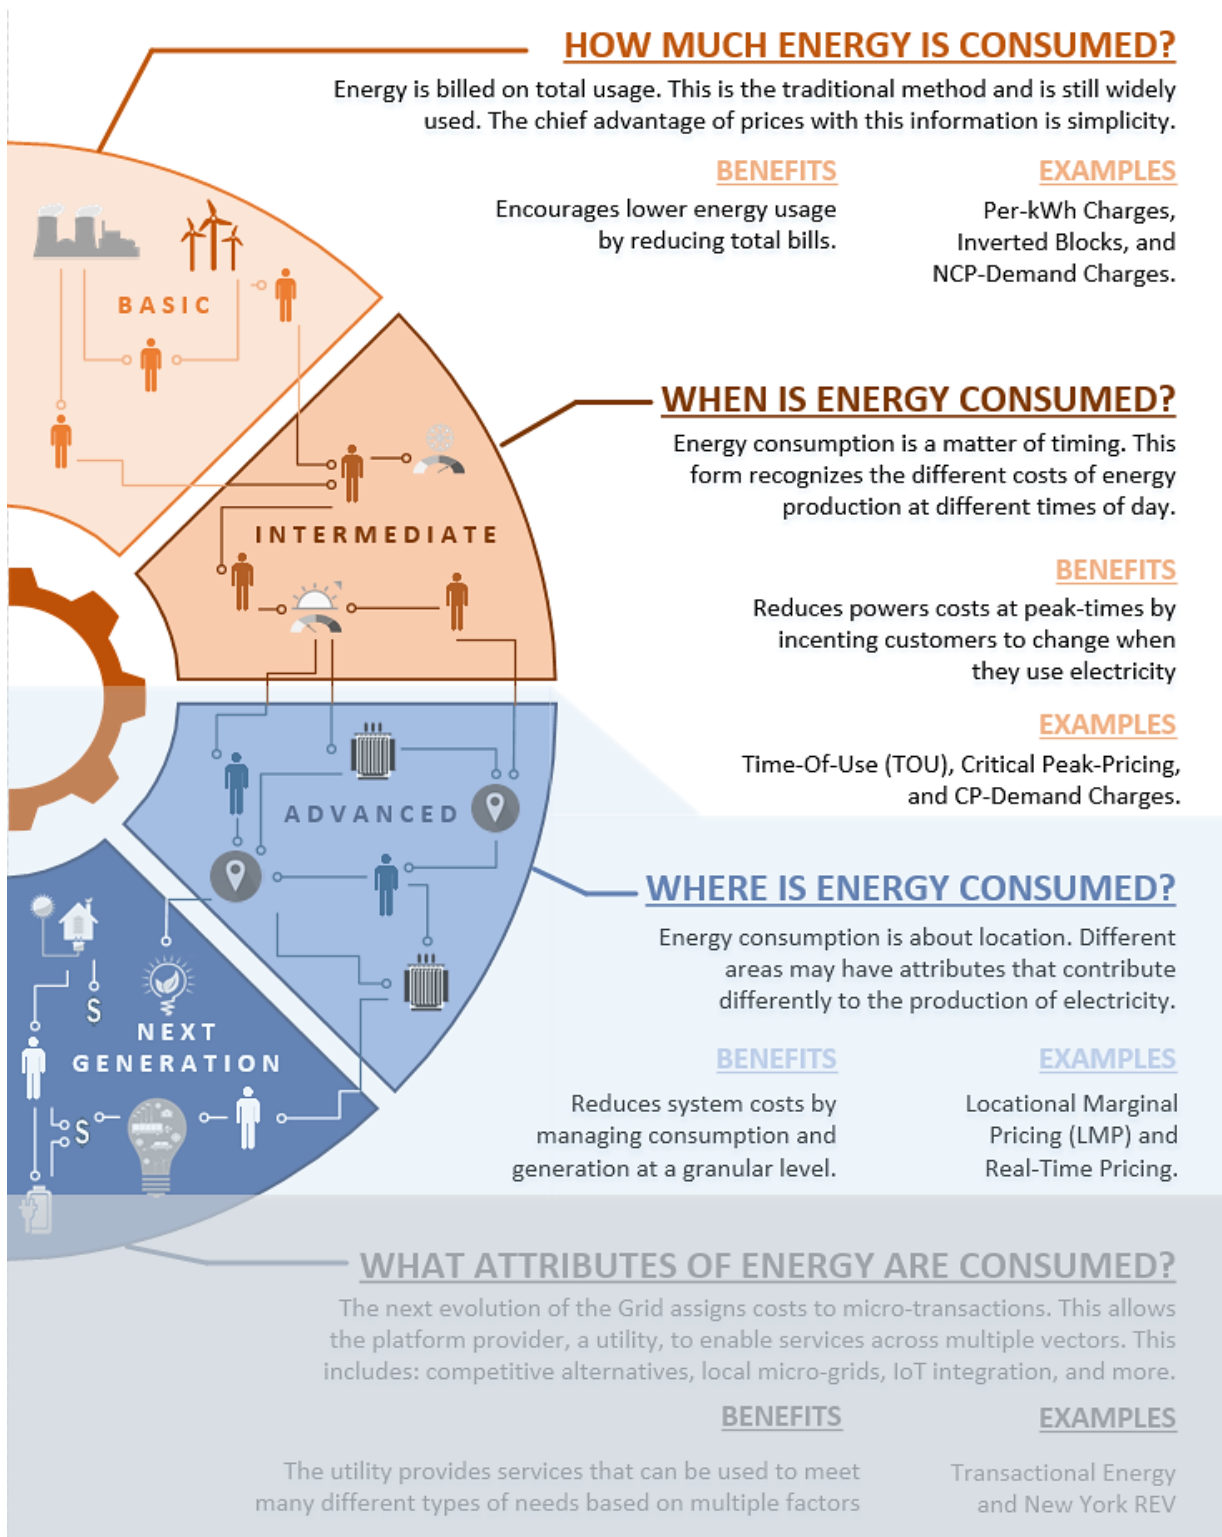 HOW MUCH ENERGY IS CONSUMED?
Energy is billed on total usage. This is the traditional method and is still widely
used. The chief advantage of prices with this information is simplicity.
BENEFITS
Encourages lower energy usage
by reducing total bills.
EXAMPLES
Per-kWh Charges,
Inverted Blocks, and
NCP-Demand Charges.
BASIC
WHEN IS ENERGY CONSUMED?
Energy consumption is a matter of timing. This
form recognizes the different costs of energy
production at different times of day.
BENEFITS
Reduces powers costs at peak-times by
incenting customers to change when
they use electricity
EXAMPLES
Time-Of-Use (TOU), Critical Peak-Pricing,
and CP-Demand Charges.
INTERMEDIATE
ADVANCED
WHERE IS ENERGY CONSUMED?
Energy consumption is about location. Different
areas may have attributes that contribute
differently to the production of electricity.
BENEFITS
Reduces system costs by
managing consumption and
generation at a granular level.
EXAMPLES
Locational Marginal
Pricing (LMP) and
Real-Time Pricing.
$
NEXT
GENERATION
$
WHAT ATTRIBUTES OF ENERGY ARE CONSUMED?
The next evolution of the Grid assigns costs to micro-transactions. This allows
the platform provider, a utility, to enable services across multiple vectors. This
includes: competitive alternatives, local micro-grids, IoT integration, and more.
BENEFITS
The utility provides services that can be used to meet
many different types of needs based on multiple factors
EXAMPLES
Transactional Energy
and New York REV